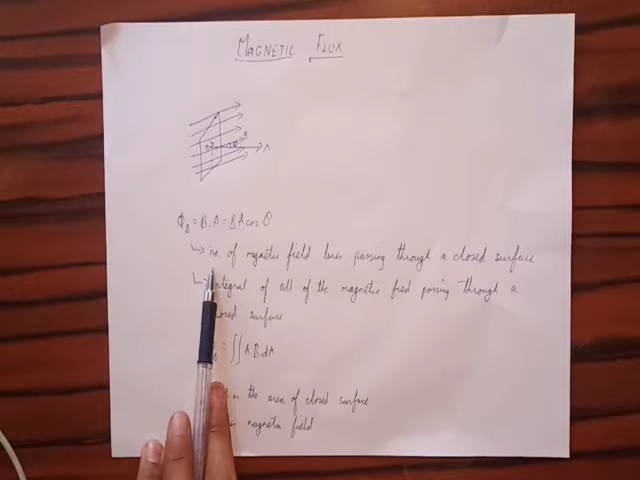 MAGNETIC FLUX
A
Φ_B = B.A = BA cos Θ
↳ no. of magnetic field lines passing through a closed surface
↳ integral of all of the magnetic field passing through a
surface
= ∬ A B.dA
the area of closed surface
magnetic field